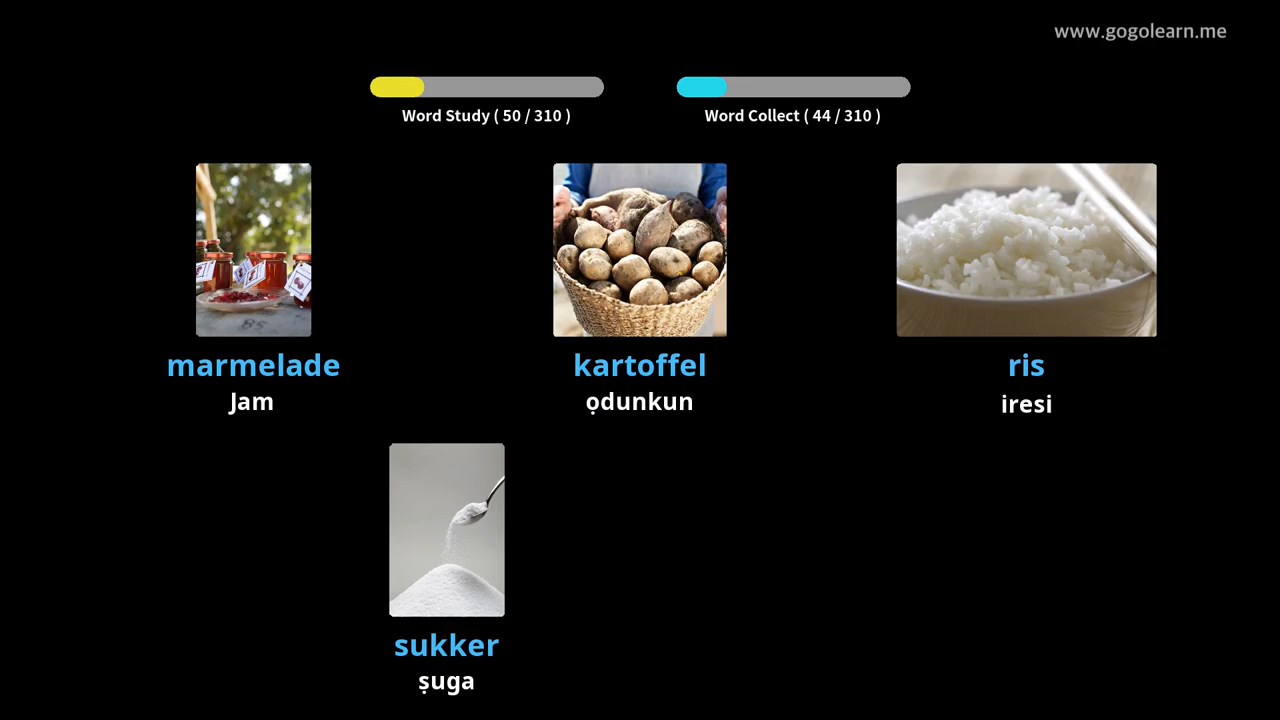 www.gogolearn.me
Word Study ( 50 / 310 )
Word Collect ( 44 / 310 )
marmelade
Jam
kartoffel
ọdunkun
ris
iresi
sukker
ṣuga